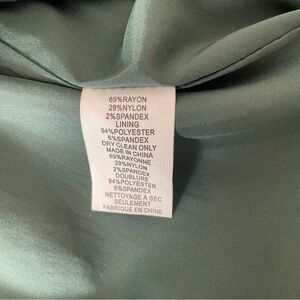 69%RAYON
29%NYLON
2%SPANDEX
LINING
94%POLYESTER
6%SPANDEX
DRY CLEAN ONLY
MADE IN CHINA
69%RAYONNE
29%NYLON
2%SPANDEX
DOUBLURE
94%POLYESTER
6%SPANDEX
NETTOYAGE A SEC
SEULEMENT
FABRIQUE EN CHINE